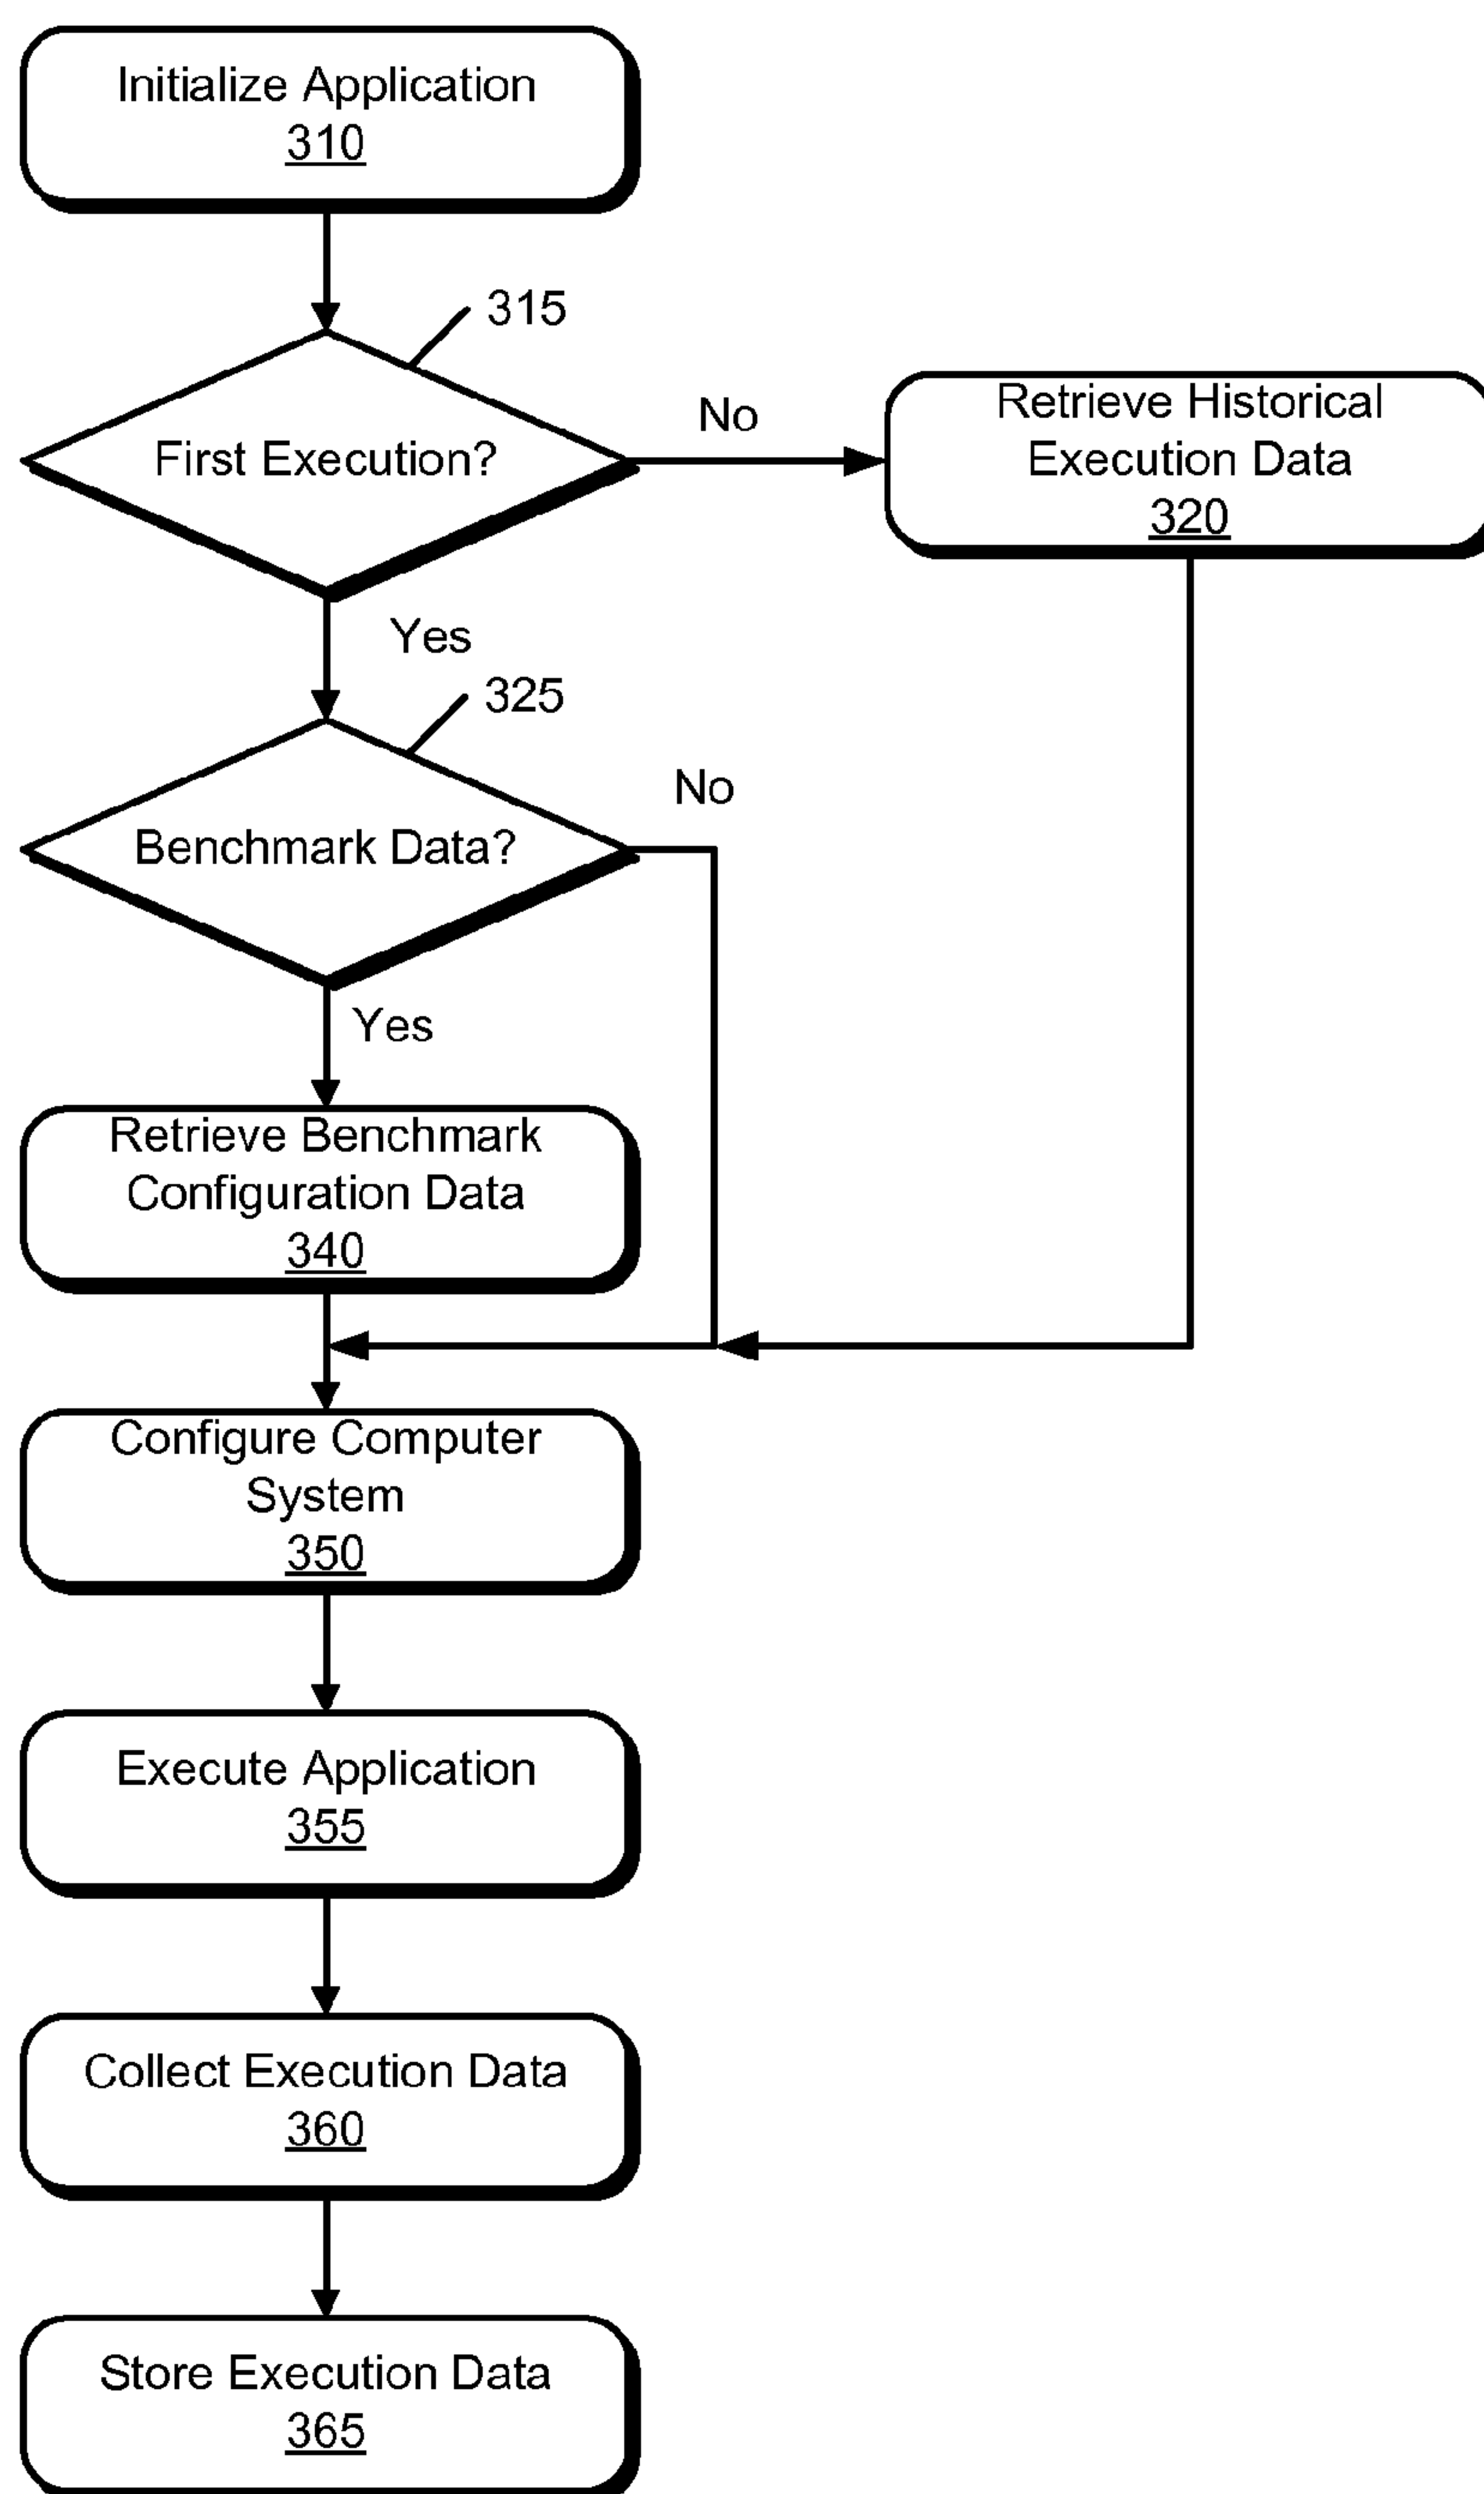 Initialize Application
310
315
First Execution?
No
Retrieve Historical
Execution Data
320
Yes
325
Benchmark Data?
No
Yes
Retrieve Benchmark
Configuration Data
340
Configure Computer
System
350
Execute Application
355
Collect Execution Data
360
Store Execution Data
365